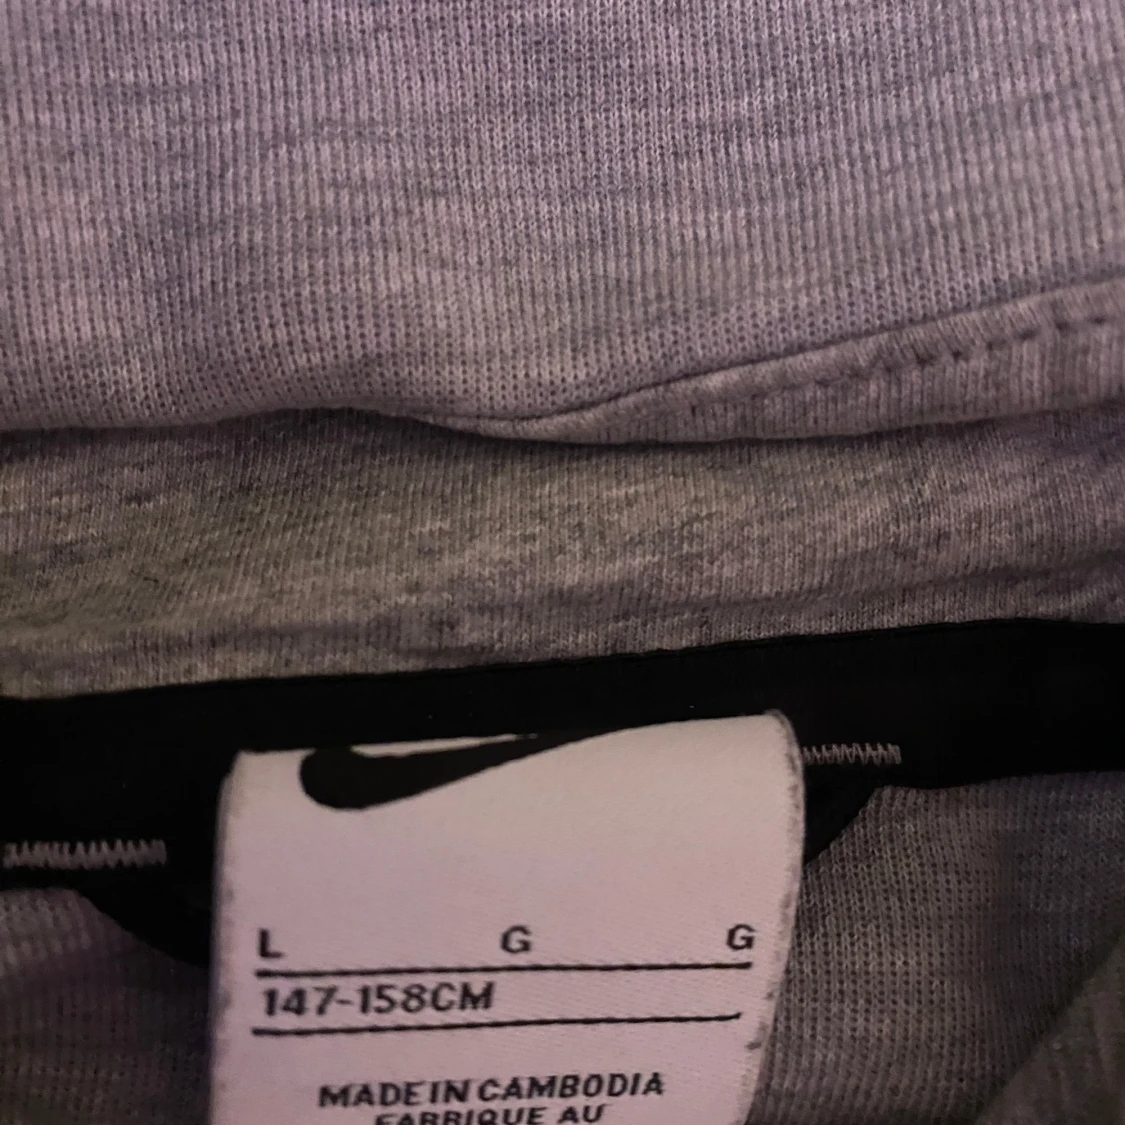 L G G
147-158CM
MADE IN CAMBODIA
FABRIQUE AU